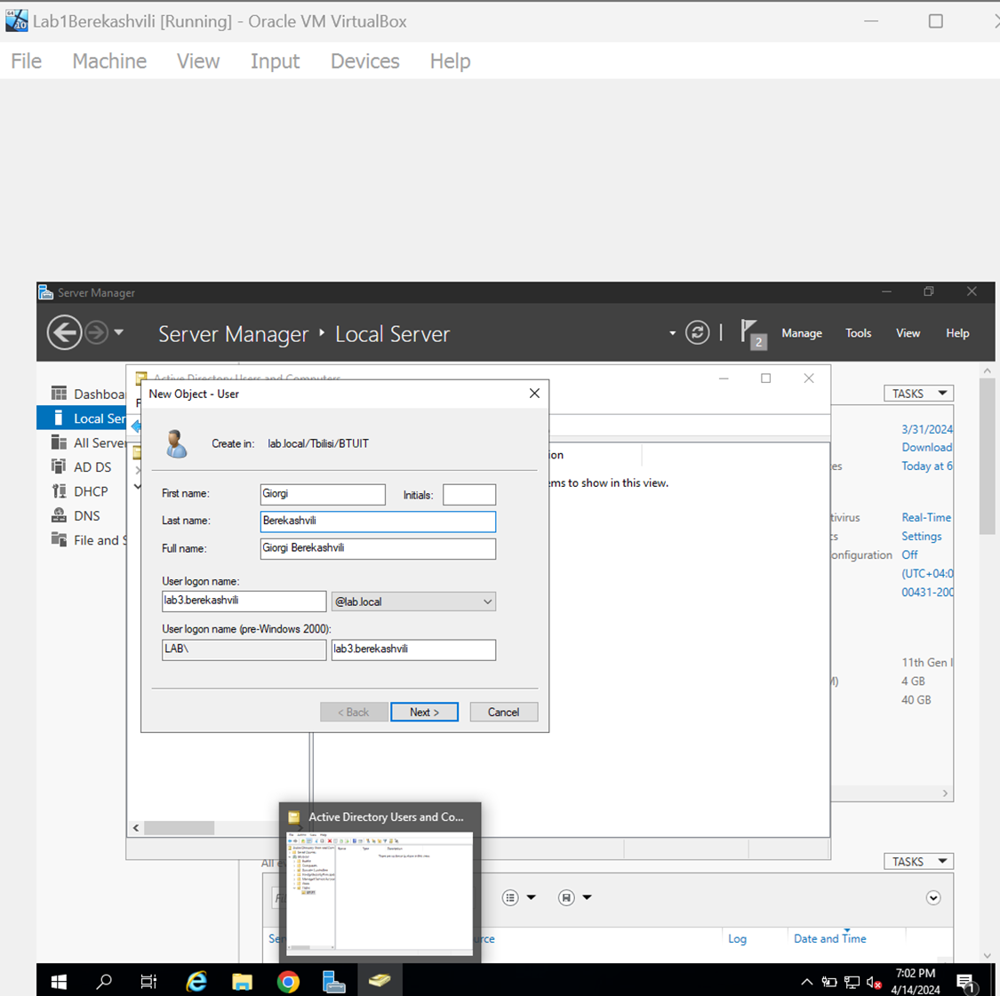 Lab1Berekashvili [Running] - Oracle VM VirtualBox
File Machine View Input Devices Help
Server Manager
Server Manager Local Server
2
Manage Tools View Help
Dashboa
Local Ser
All Server
AD DS
DHCP
DNS
File and S
Active Directory Users and Computers
F
New Object - User
Create in: lab.local/Tbilisi/BTUIT
First name: Giorgi Initials:
Last name: Berekashvili
Full name: Giorgi Berekashvili
User logon name:
lab3.berekashvili @lab.local
User logon name (pre-Windows 2000):
LAB\ lab3.berekashvili
< Back Next > Cancel
ion
ems to show in this view.
TASKS
3/31/2024
Download
es Today at 6
tivirus Real-Time
cs Settings
onfiguration Off
(UTC+04:0
00431-200
11th Gen I
M) 4 GB
40 GB
Active Directory Users and Co...
All e
TASKS
Fi
Ser
urce Log Date and Time
7:02 PM
4/14/2024
1